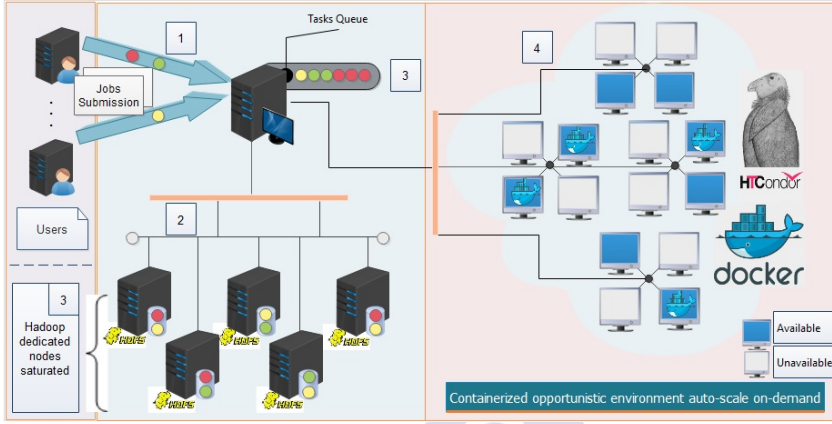 1
Tasks Queue
3
4
Jobs
Submission
HTCondor
Users
2
docker
3
Hadoop
dedicated
nodes
saturated
HDFS
HDFS
HDFS
HDFS
HDFS
Available
Unavailable
Containerized opportunistic environment auto-scale on-demand